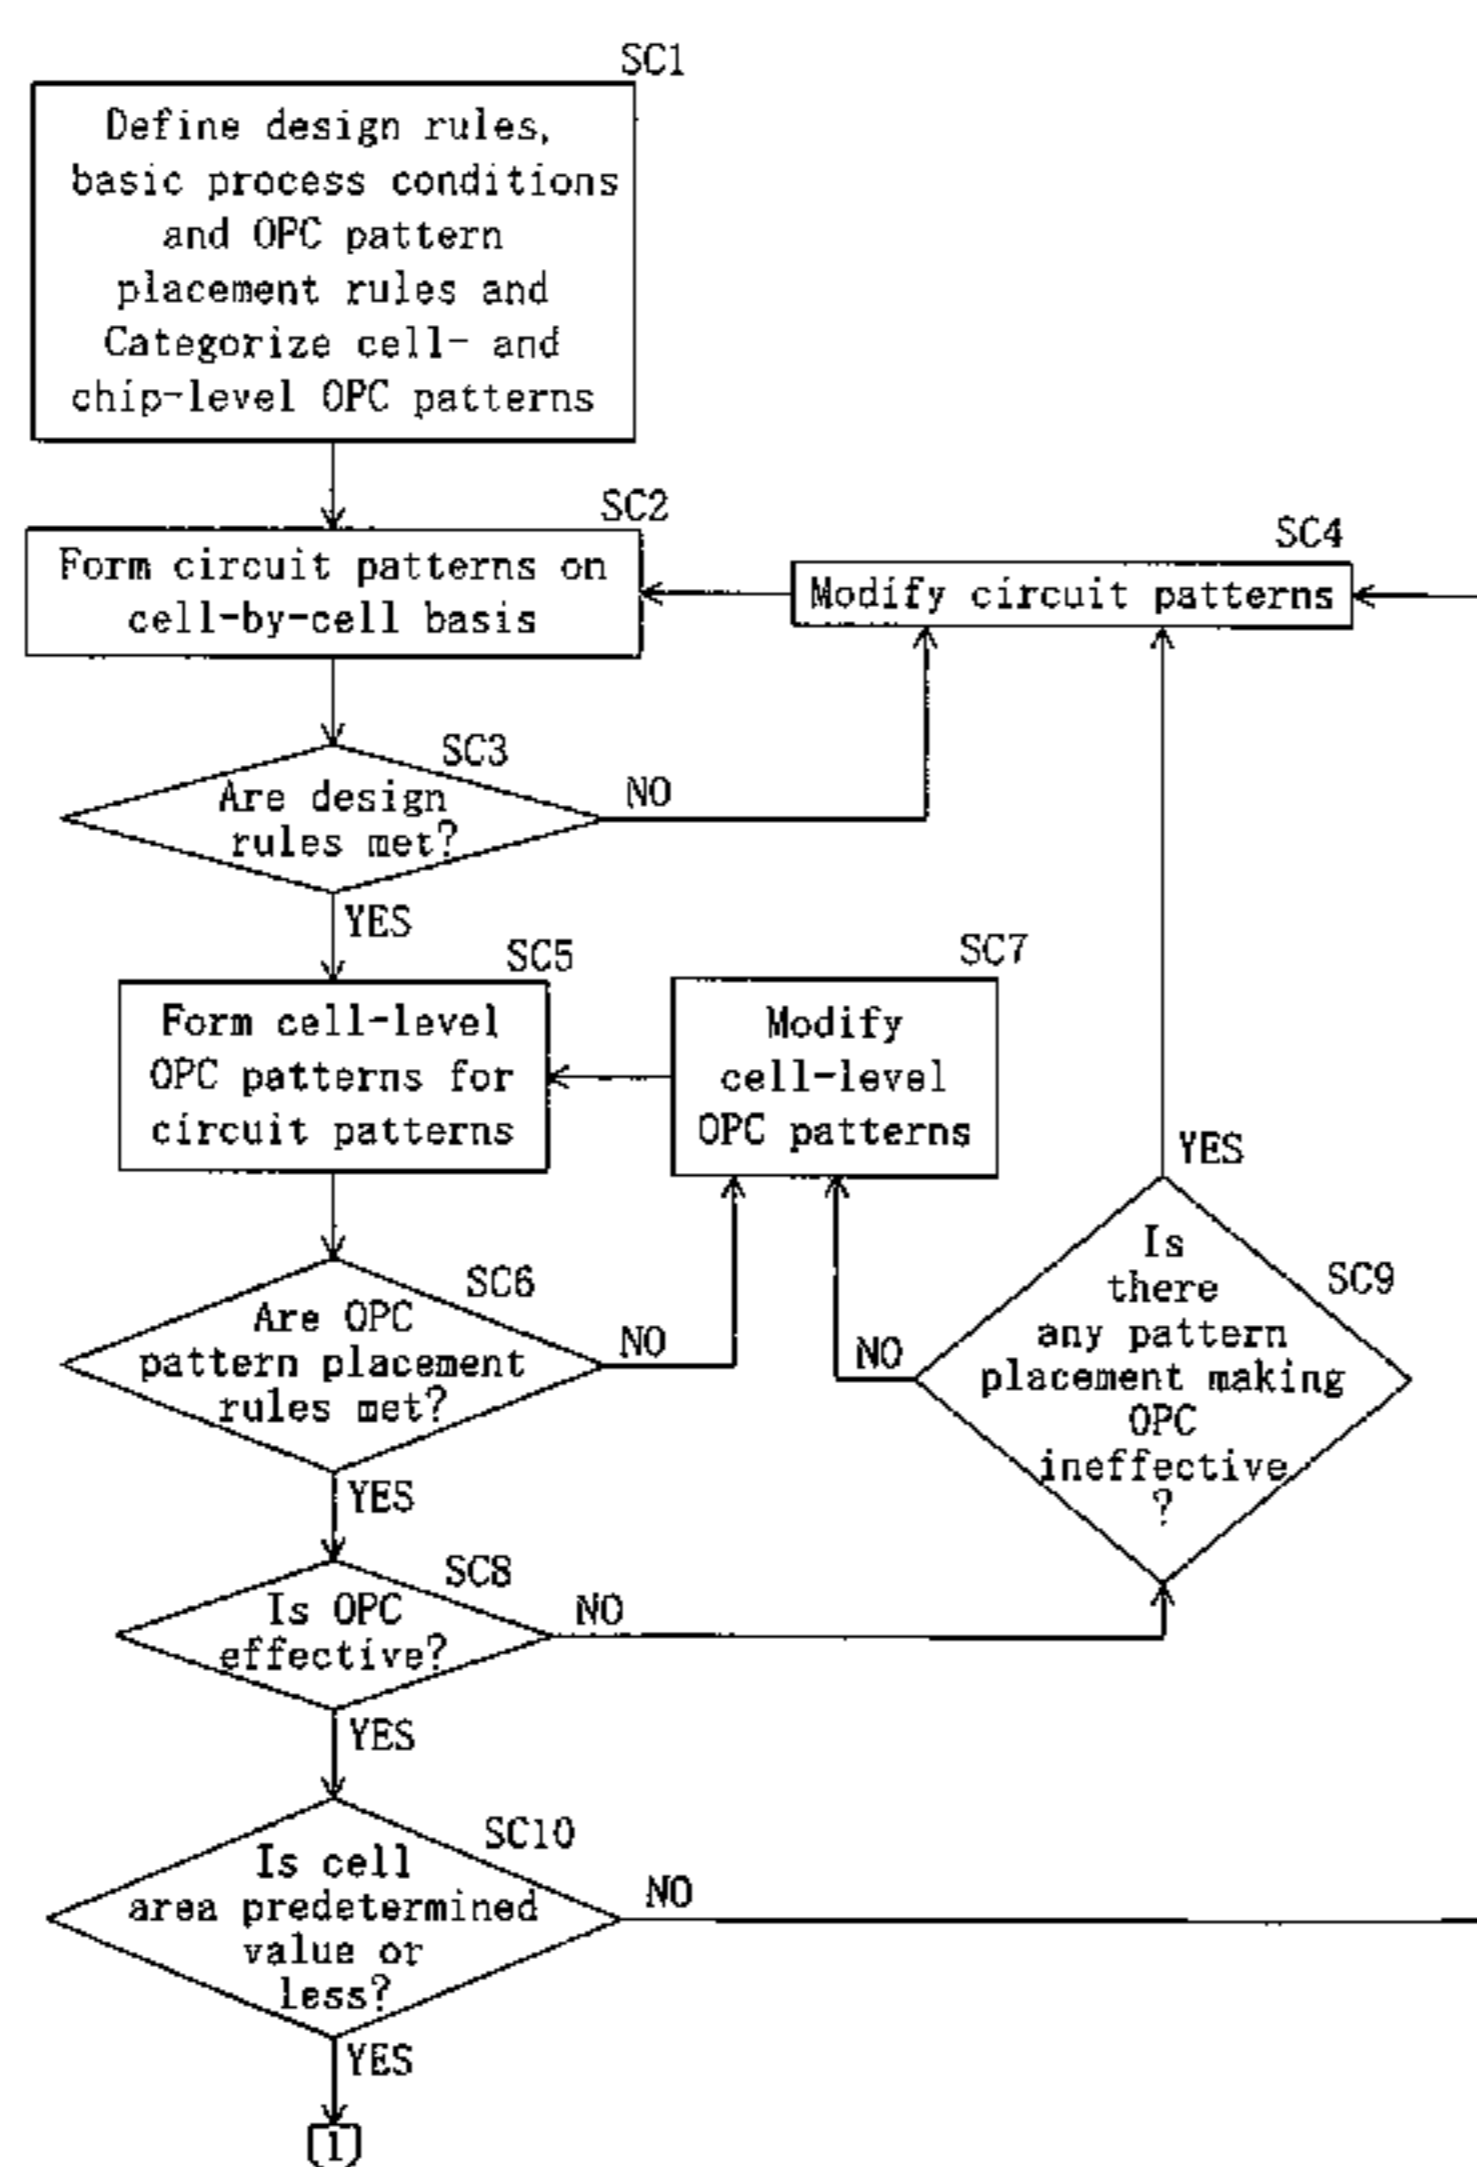 SC1
Define design rules,
basic process conditions
and OPC pattern
placement rules and
Categorize cell- and
chip-level OPC patterns
SC2
Form circuit patterns on
cell-by-cell basis
SC4
Modify circuit patterns
SC3
Are design
rules met?
NO
YES
SC5
Form cell-level
OPC patterns for
circuit patterns
SC7
Modify
cell-level
OPC patterns
SC6
Are OPC
pattern placement
rules met?
NO
YES
SC9
Is
there
any pattern
placement making
OPC
ineffective
?
YES
NO
SC8
Is OPC
effective?
NO
YES
SC10
Is cell
area predetermined
value or
less?
NO
YES
[1]